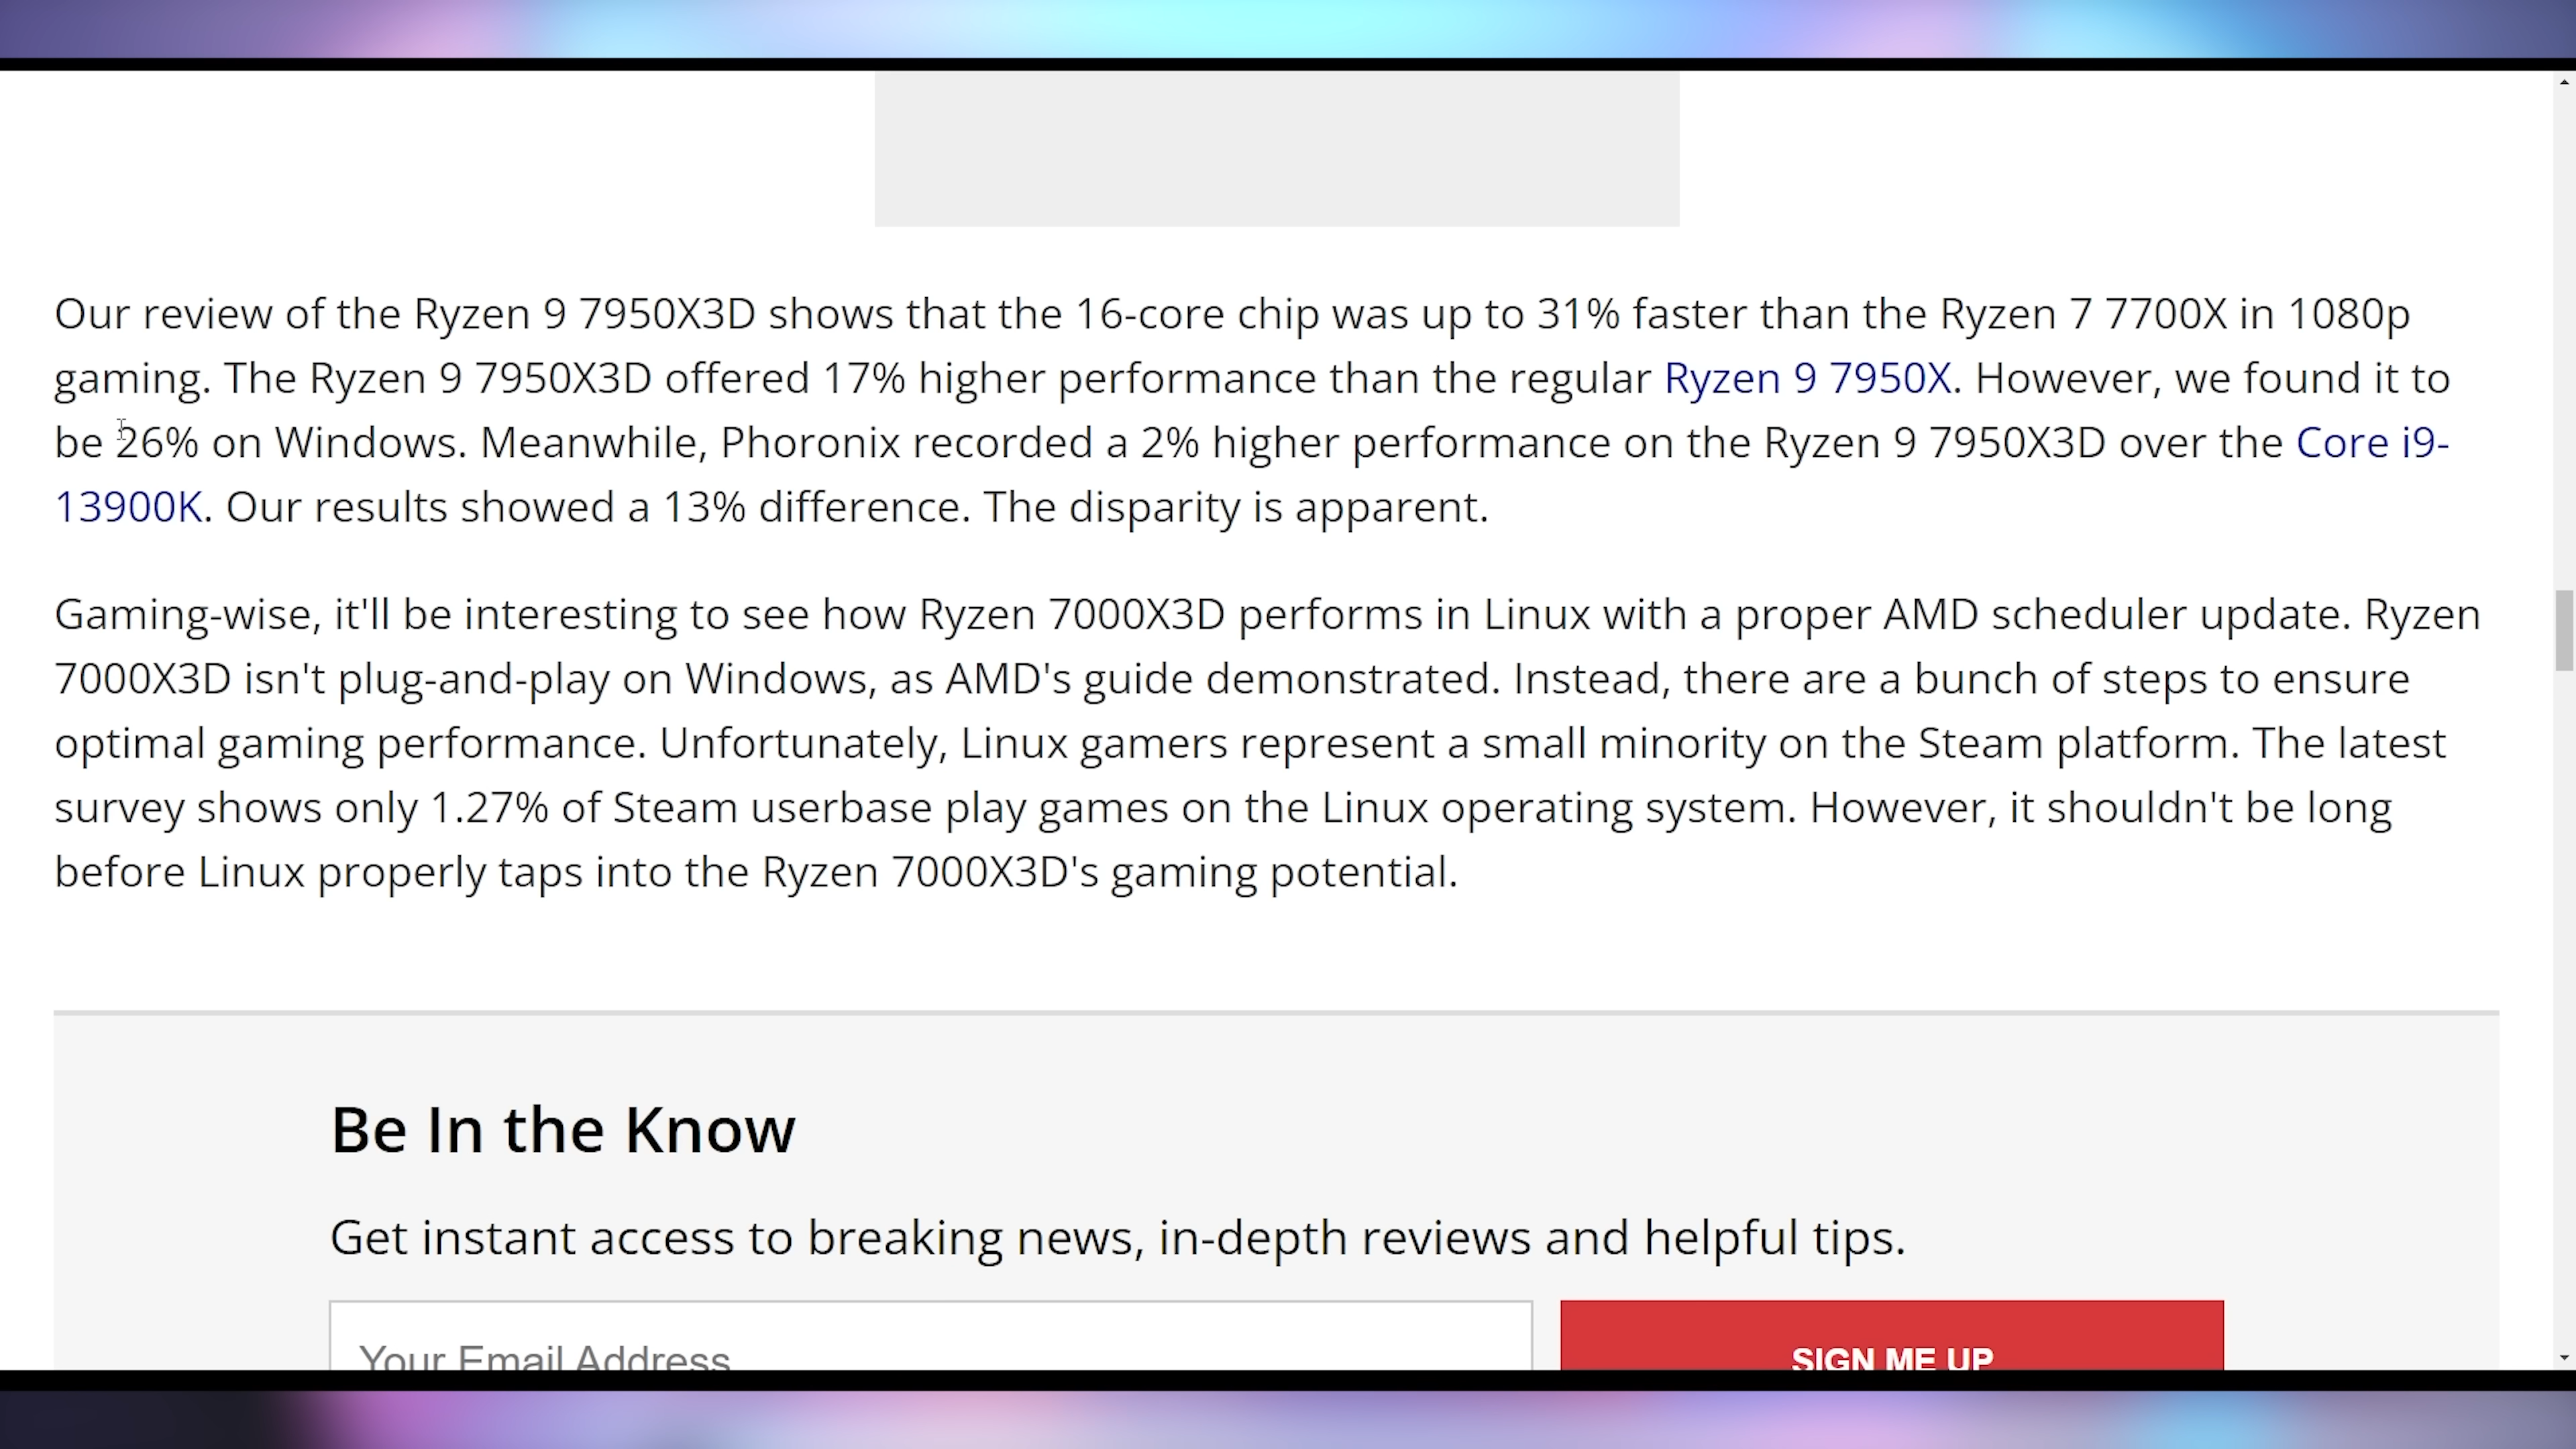 Our review of the Ryzen 9 7950X3D shows that the 16-core chip was up to 31% faster than the Ryzen 7 7700X in 1080p
gaming. The Ryzen 9 7950X3D offered 17% higher performance than the regular Ryzen 9 7950X. However, we found it to
be 26% on Windows. Meanwhile, Phoronix recorded a 2% higher performance on the Ryzen 9 7950X3D over the Core i9-
13900K. Our results showed a 13% difference. The disparity is apparent.
Gaming-wise, it'll be interesting to see how Ryzen 7000X3D performs in Linux with a proper AMD scheduler update. Ryzen
7000X3D isn't plug-and-play on Windows, as AMD's guide demonstrated. Instead, there are a bunch of steps to ensure
optimal gaming performance. Unfortunately, Linux gamers represent a small minority on the Steam platform. The latest
survey shows only 1.27% of Steam userbase play games on the Linux operating system. However, it shouldn't be long
before Linux properly taps into the Ryzen 7000X3D's gaming potential.
Be In the Know
Get instant access to breaking news, in-depth reviews and helpful tips.
Your Email Address
SIGN ME UP